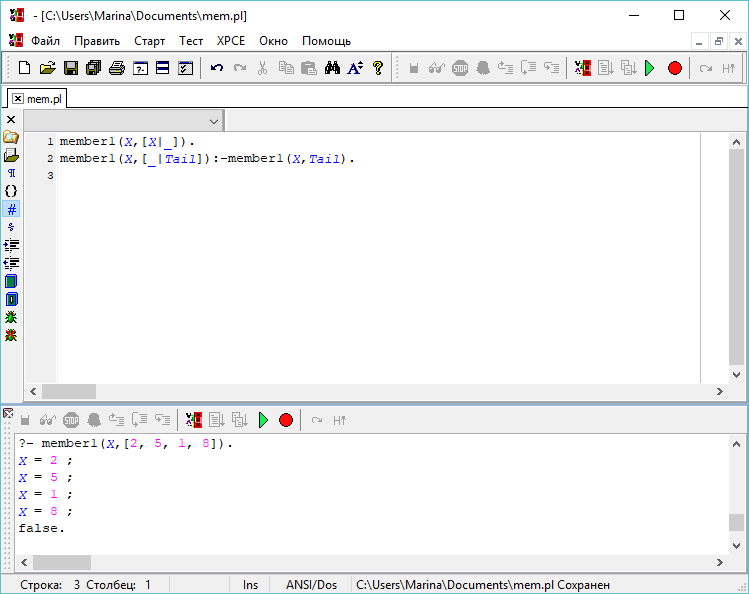 - [C:\Users\Marina\Documents\mem.pl]
Файл Править Старт Тест XPCE Окно Помощь
mem.pl
1 member1(X,[X|_]).
2 member1(X,[_|Tail]):-member1(X,Tail).
3
?- member1(X,[2, 5, 1, 8]).
X = 2 ;
X = 5 ;
X = 1 ;
X = 8 ;
false.
Строка: 3 Столбец: 1 Ins ANSI/Dos C:\Users\Marina\Documents\mem.pl Сохранен